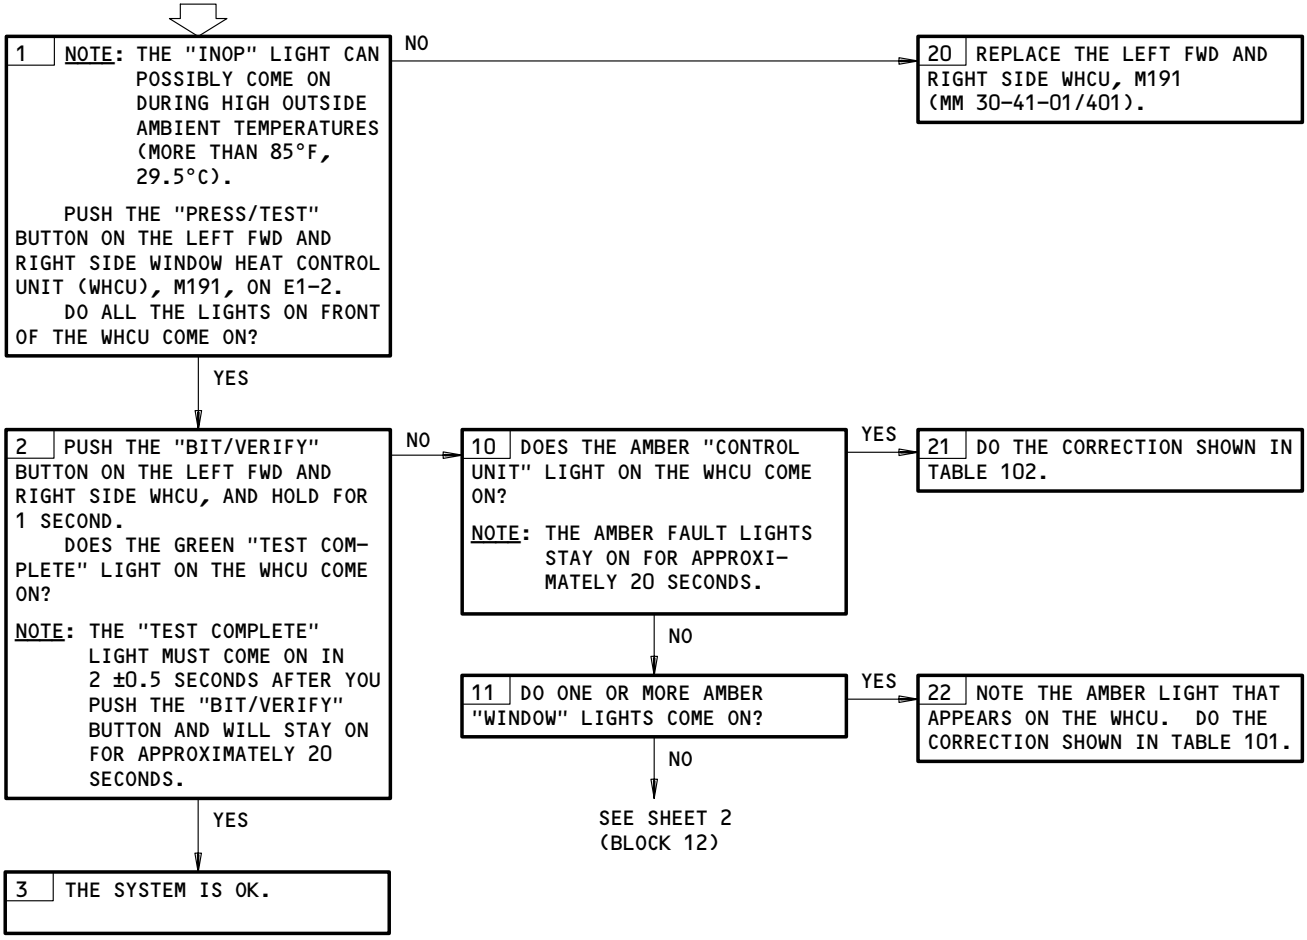 1 NOTE: THE "INOP" LIGHT CAN
POSSIBLY COME ON
DURING HIGH OUTSIDE
AMBIENT TEMPERATURES
(MORE THAN 85°F,
29.5°C).
PUSH THE "PRESS/TEST"
BUTTON ON THE LEFT FWD AND
RIGHT SIDE WINDOW HEAT CONTROL
UNIT (WHCU), M191, ON E1-2.
DO ALL THE LIGHTS ON FRONT
OF THE WHCU COME ON?
NO
20 REPLACE THE LEFT FWD AND
RIGHT SIDE WHCU, M191
(MM 30-41-01/401).
YES
2 PUSH THE "BIT/VERIFY"
BUTTON ON THE LEFT FWD AND
RIGHT SIDE WHCU, AND HOLD FOR
1 SECOND.
DOES THE GREEN "TEST COM-
PLETE" LIGHT ON THE WHCU COME
ON?
NOTE: THE "TEST COMPLETE"
LIGHT MUST COME ON IN
2 ±0.5 SECONDS AFTER YOU
PUSH THE "BIT/VERIFY"
BUTTON AND WILL STAY ON
FOR APPROXIMATELY 20
SECONDS.
NO
10 DOES THE AMBER "CONTROL
UNIT" LIGHT ON THE WHCU COME
ON?
NOTE: THE AMBER FAULT LIGHTS
STAY ON FOR APPROXI-
MATELY 20 SECONDS.
YES
21 DO THE CORRECTION SHOWN IN
TABLE 102.
NO
11 DO ONE OR MORE AMBER
"WINDOW" LIGHTS COME ON?
YES
22 NOTE THE AMBER LIGHT THAT
APPEARS ON THE WHCU. DO THE
CORRECTION SHOWN IN TABLE 101.
NO
SEE SHEET 2
(BLOCK 12)
YES
3 THE SYSTEM IS OK.